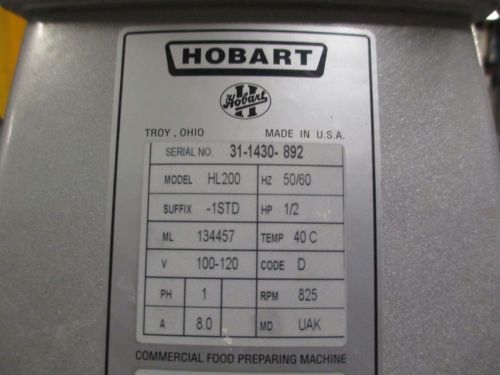 HOBART
Hobart
TROY, OHIO MADE IN U.S.A.
SERIAL NO. 31-1430- 892
MODEL HL200 HZ 50/60
SUFFIX -1STD HP 1/2
ML 134457 TEMP 40 C
V 100-120 CODE D
PH 1 RPM 825
A 8.0 MD. UAK
COMMERCIAL FOOD PREPARING MACHINE